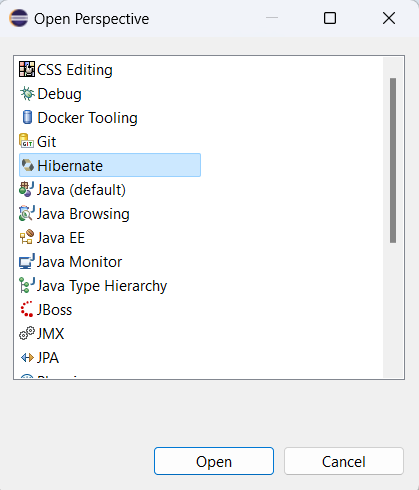 Open Perspective
CSS Editing
Debug
Docker Tooling
Git
Hibernate
Java (default)
Java Browsing
Java EE
Java Monitor
Java Type Hierarchy
JBoss
JMX
JPA
Open
Cancel